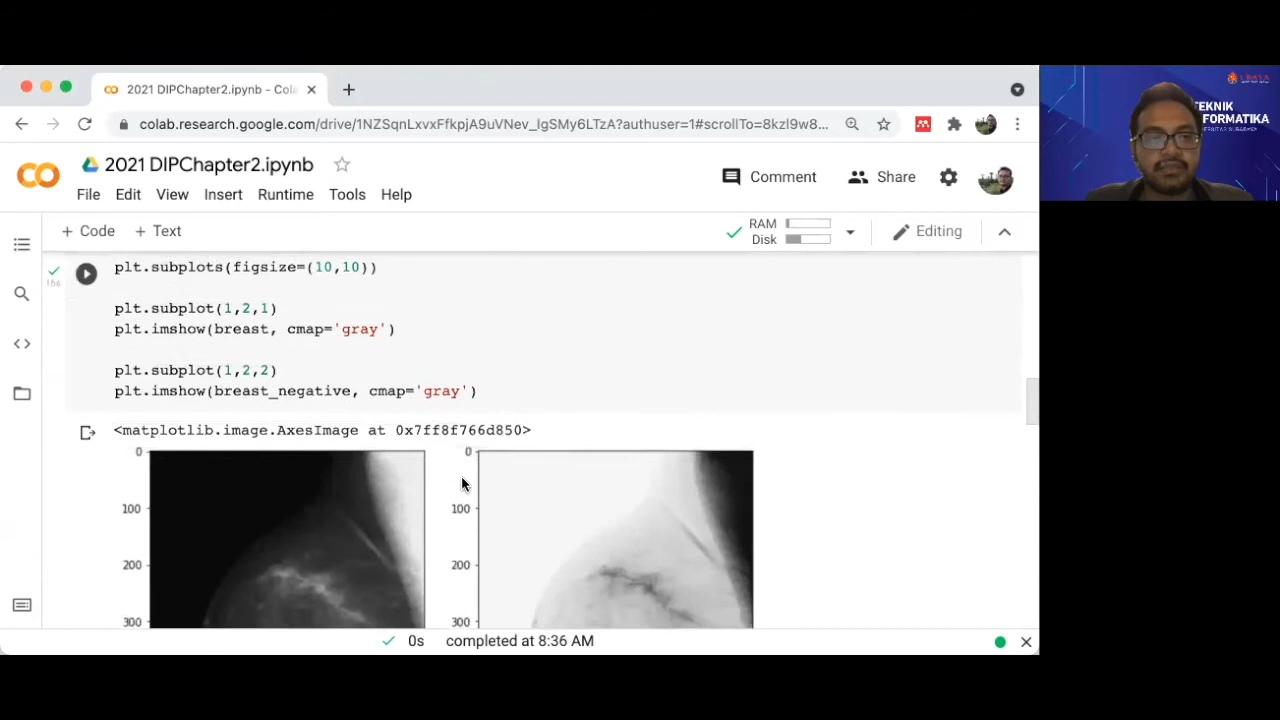 2021 DIPChapter2.ipynb - Cola
colab.research.google.com/drive/1NZSqnLxvxFfkpjA9uVNev_lgSMy6LTzA?authuser=1#scrollTo=8kzl9w8...
2021 DIPChapter2.ipynb
Comment
Share
File Edit View Insert Runtime Tools Help
+ Code + Text
RAM
Disk
Editing
plt.subplots(figsize=(10,10))
plt.subplot(1,2,1)
plt.imshow(breast, cmap='gray')
plt.subplot(1,2,2)
plt.imshow(breast_negative, cmap='gray')
<matplotlib.image.AxesImage at 0x7ff8f766d850>
0
100
200
300
0
100
200
300
0s completed at 8:36 AM
TEKNIK
FORMATIKA